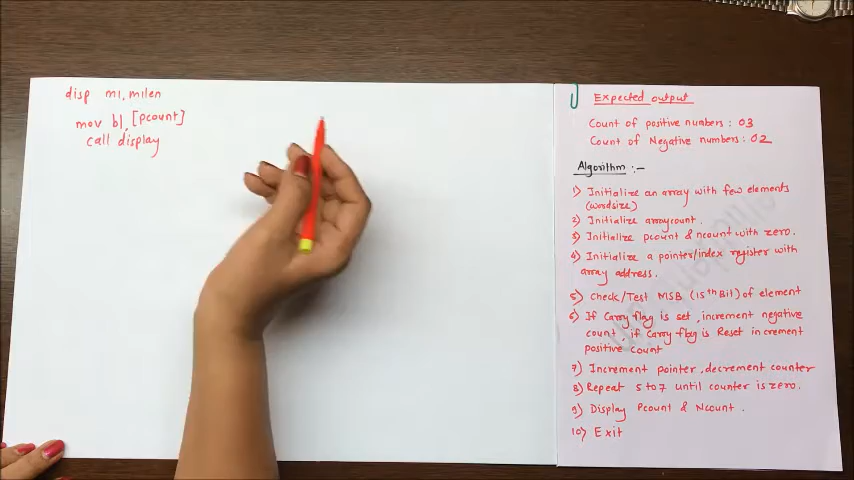 disp m1, m1len
mov bl, [pcount]
call display
Expected output
Count of positive numbers : 03
Count of Negative numbers : 02
Algorithm :-
1) Initialize an array with few elements
(wordsize)
2) Initialize arraycount .
3) Initialize pcount & ncount with zero.
4) Initialize a pointer/index register with
array address .
5) Check/Test MSB (15th Bit) of element
6) If Carry flag is set , increment negative
count . if Carry flag is Reset increment
positive count
7) Increment pointer , decrement counter
8) Repeat 5 to 7 until counter is zero.
9) Display Pcount & Ncount .
10) Exit